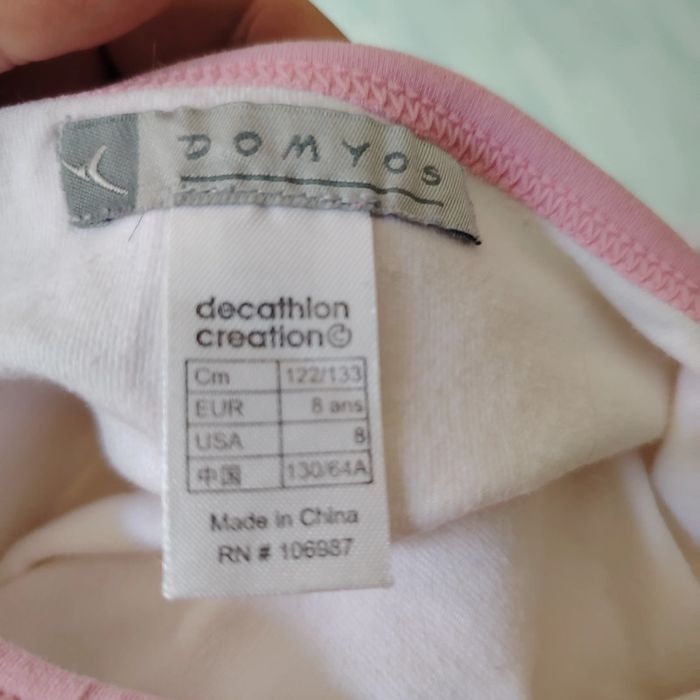 DOMYOS
decathlon
creation
Cm 122/133
EUR 8 ans
USA 8
中国 130/64A
Made in China
RN # 106987